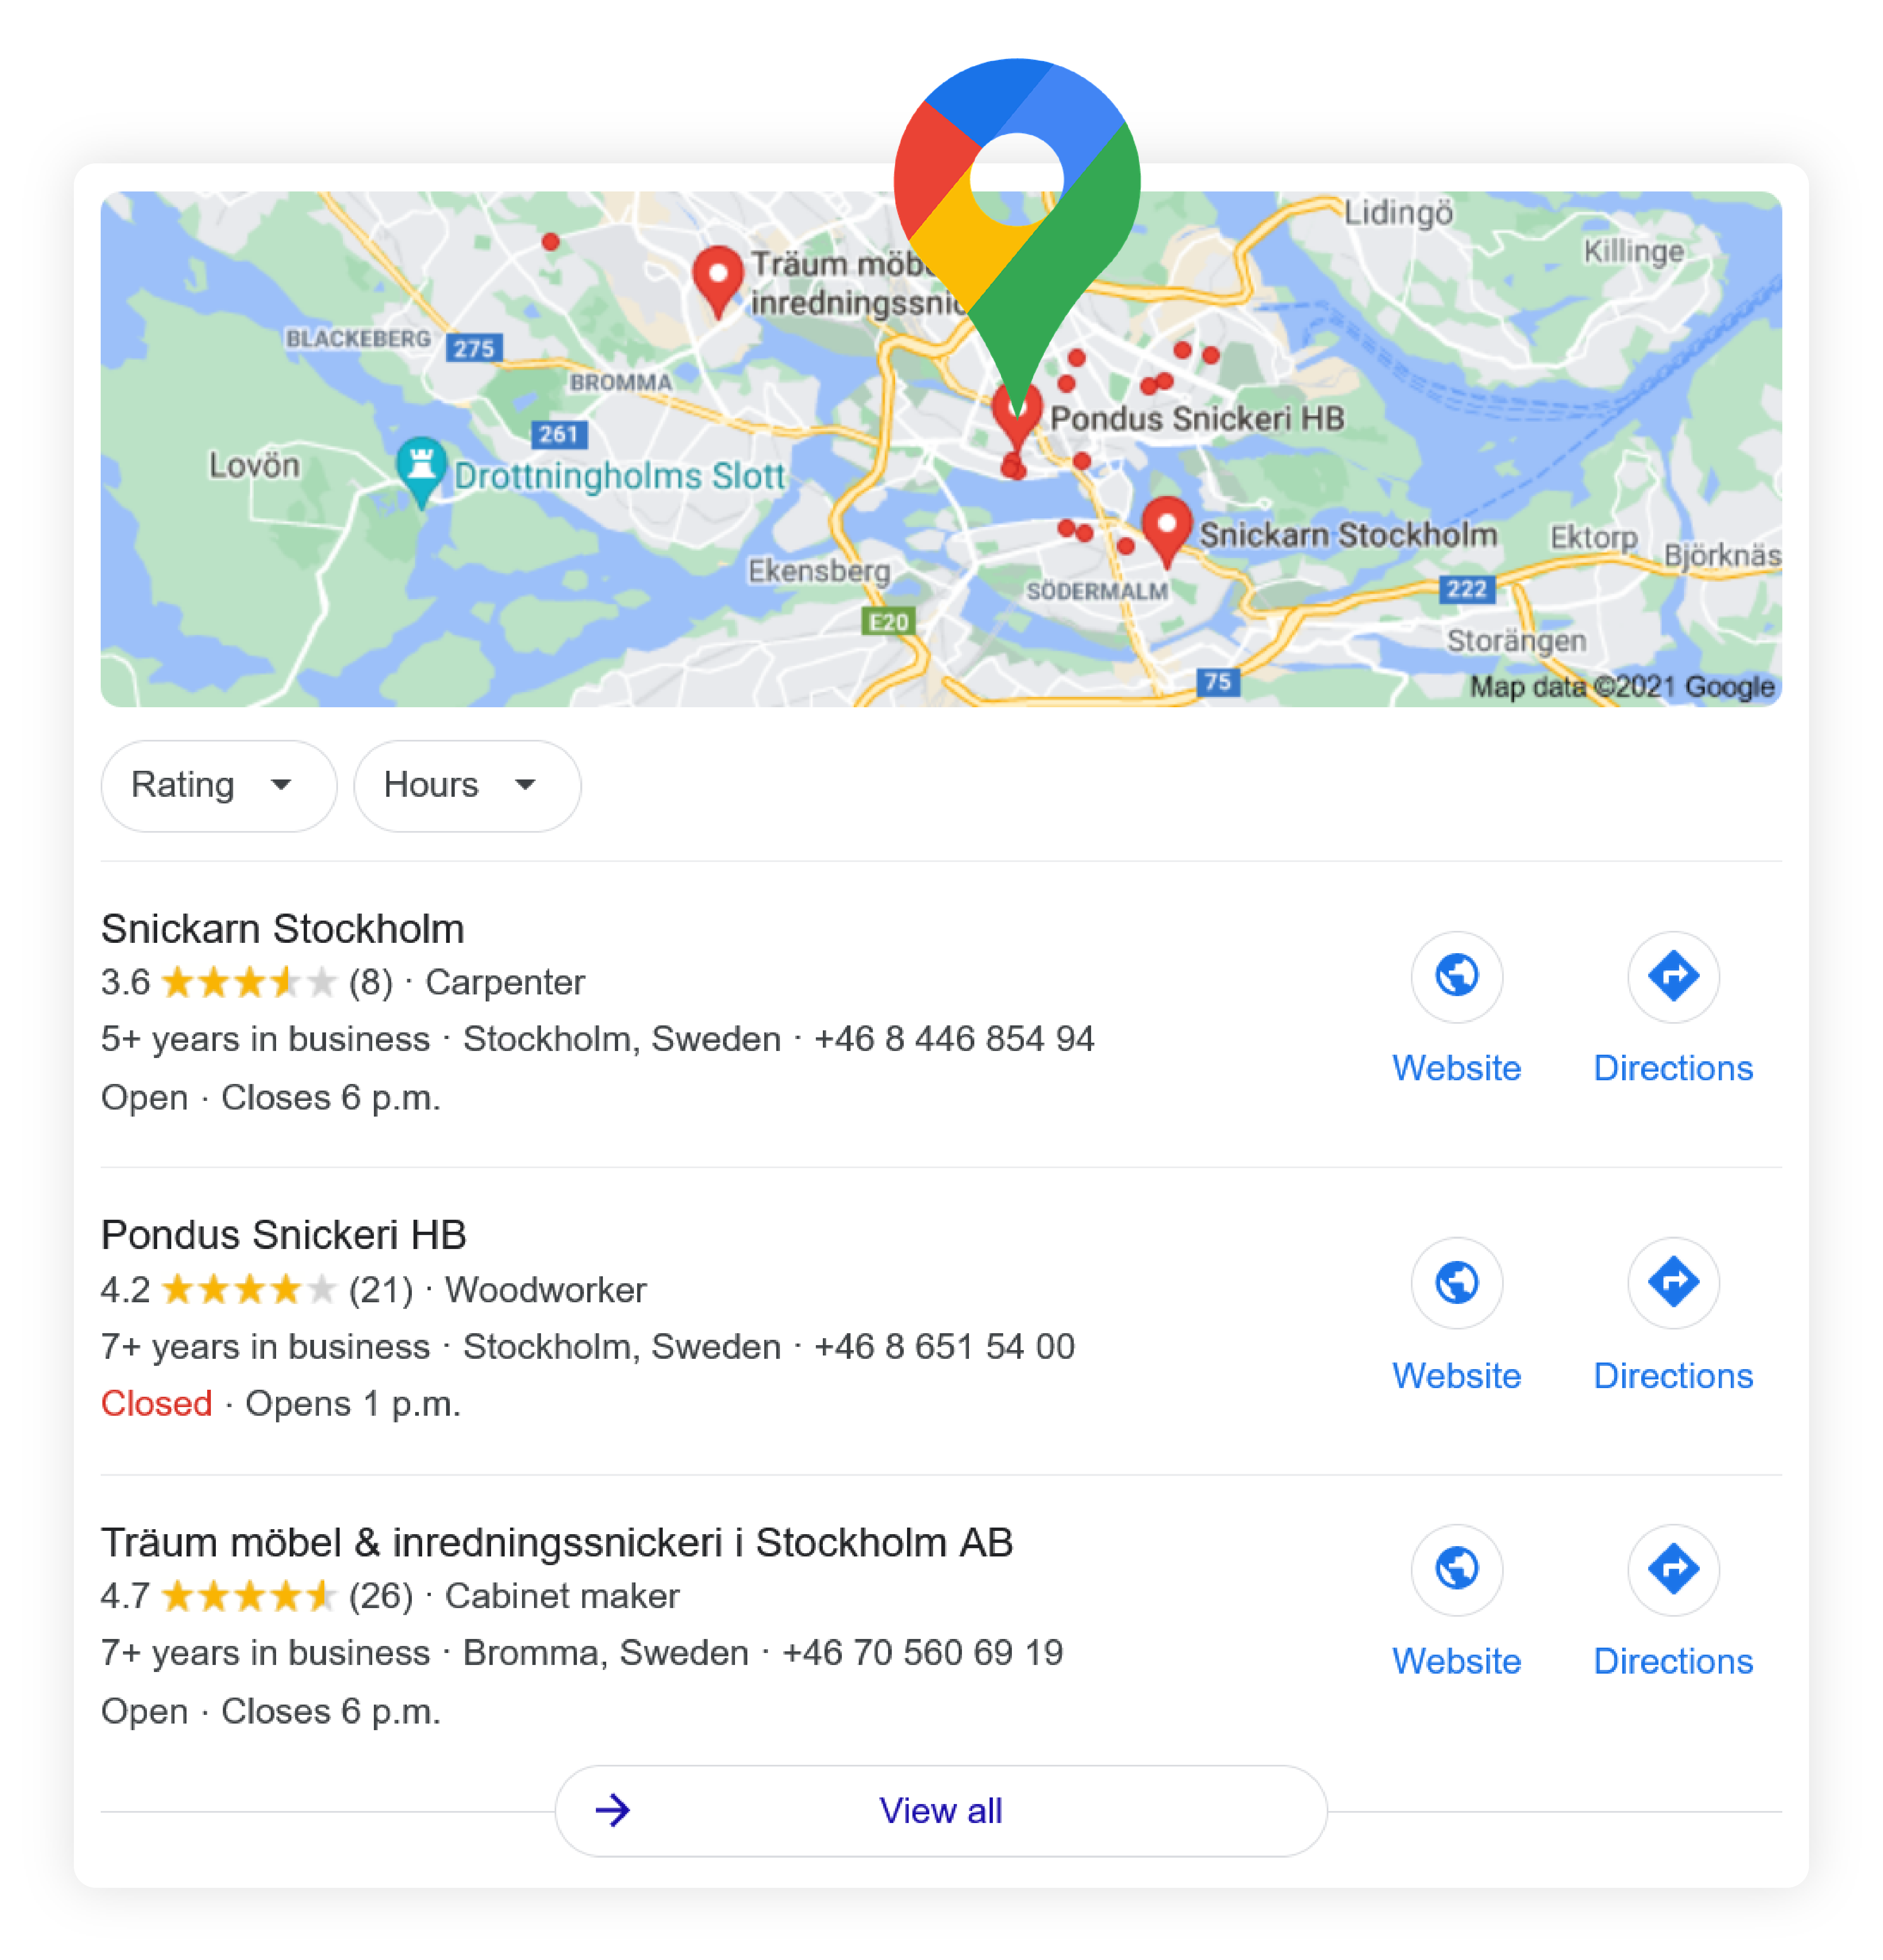 Lidingö
Killinge
Träum möb
inredningssnic
BLACKEBERG
275
BROMMA
261
Pondus Snickeri HB
Lovön
Drottningholms Slott
Snickarn Stockholm
Ektorp
Björknäs
Ekensberg
SÖDERMALM
222
E20
Storängen
75
Map data ©2021 Google
Rating
Hours
Snickarn Stockholm
3.6 (8) · Carpenter
5+ years in business · Stockholm, Sweden · +46 8 446 854 94
Open · Closes 6 p.m.
Website
Directions
Pondus Snickeri HB
4.2 (21) · Woodworker
7+ years in business · Stockholm, Sweden · +46 8 651 54 00
Closed · Opens 1 p.m.
Website
Directions
Träum möbel & inredningssnickeri i Stockholm AB
4.7 (26) · Cabinet maker
7+ years in business · Bromma, Sweden · +46 70 560 69 19
Open · Closes 6 p.m.
Website
Directions
View all